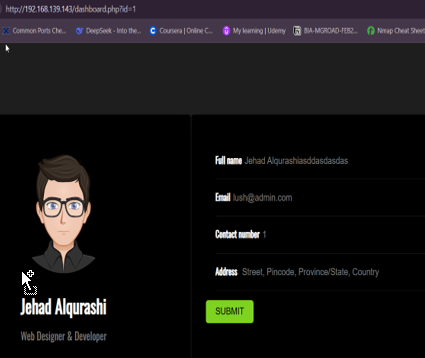 http://192.168.139.143/dashboard.php?id=1
Common Ports Che... DeepSeek - Into the... Coursera | Online C... My learning | Udemy BIA-MGROAD-FEB2... Nmap Cheat Sheet
Full name Jehad Alqurashiasddasdasdas
Email lush@admin.com
Contact number 1
Address Street, Pincode, Province/State, Country
SUBMIT
Jehad Alqurashi
Web Designer & Developer